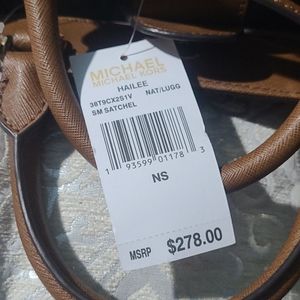 MICHAEL
MICHAEL KORS
HAILEE
38T9CX2S1V NAT/LUGG
SM SATCHEL
1 93599 01178 3
NS
MSRP $278.00